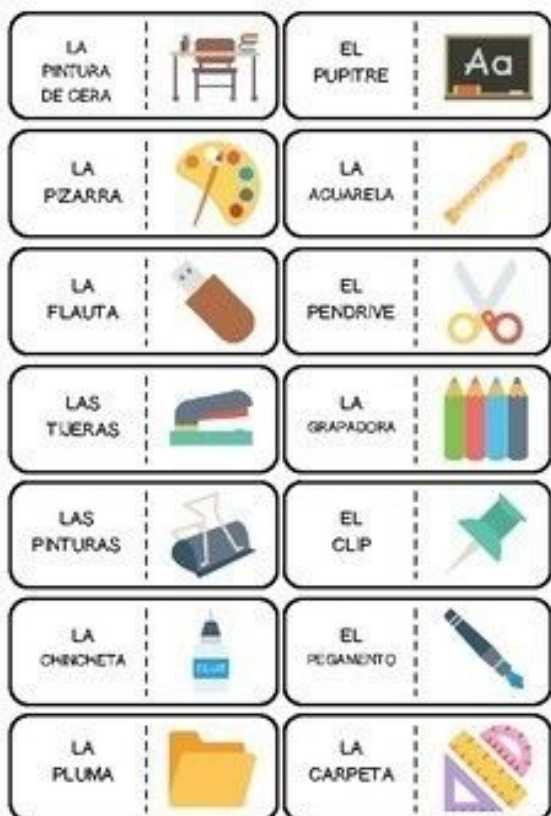 LA
PINTURA
DE CERA
EL
PUPITRE
Aa
LA
PIZARRA
LA
ACUARELA
LA
FLAUTA
EL
PENDRIVE
LAS
TIJERAS
LA
GRAPADORA
LAS
PINTURAS
EL
CLIP
LA
CHINCHETA
GLUE
EL
PEGAMENTO
LA
PLUMA
LA
CARPETA